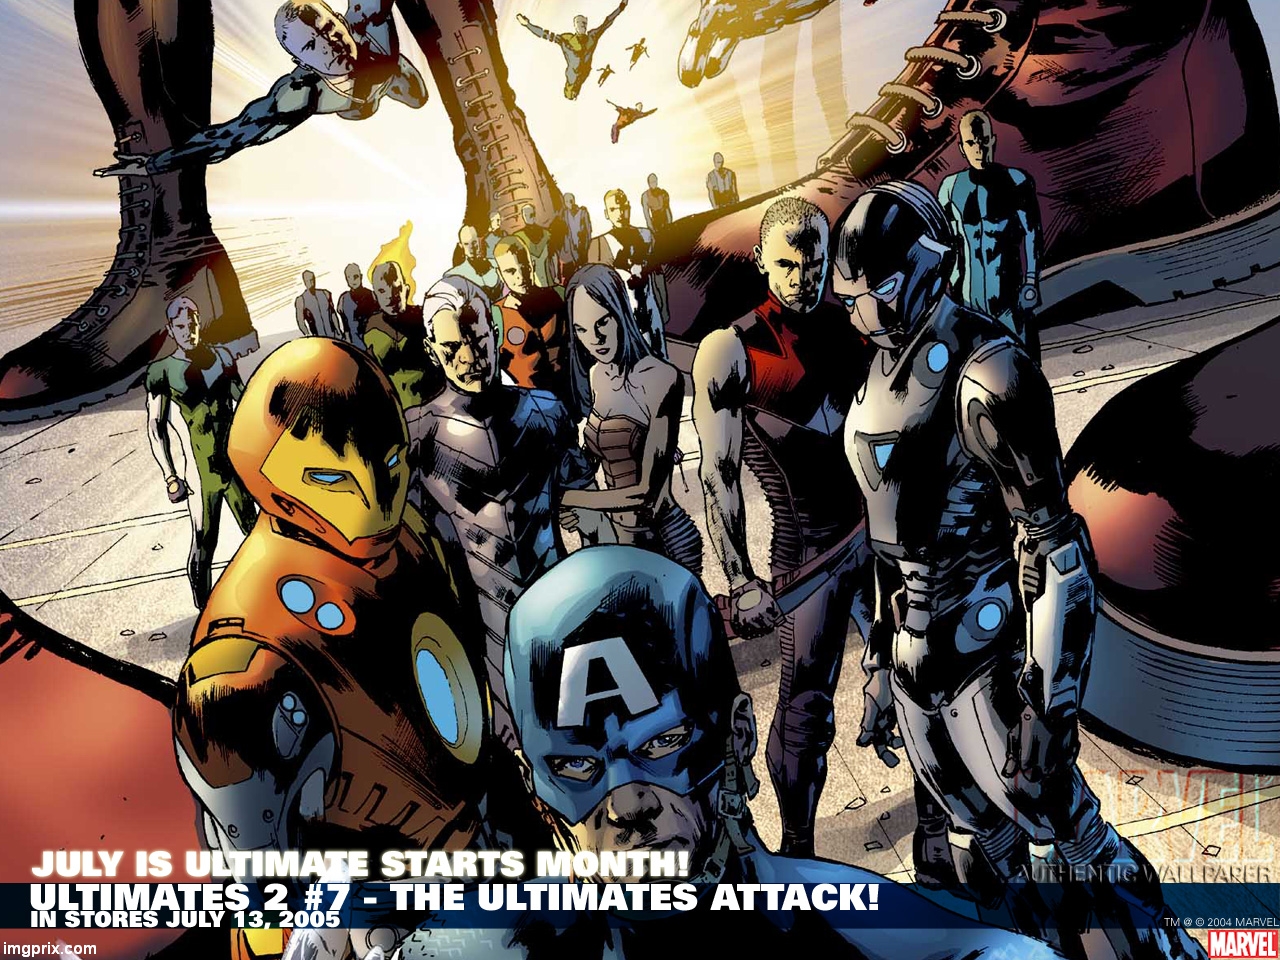 A
JULY IS ULTIMATE STARTS MONTH!
ULTIMATES 2 #7 - THE ULTIMATES ATTACK!
IN STORES JULY 13, 2005
MARVEL
AUTHENTIC WALLPAPER
TM @ © 2004 MARVEL
MARVEL
imgprix.com